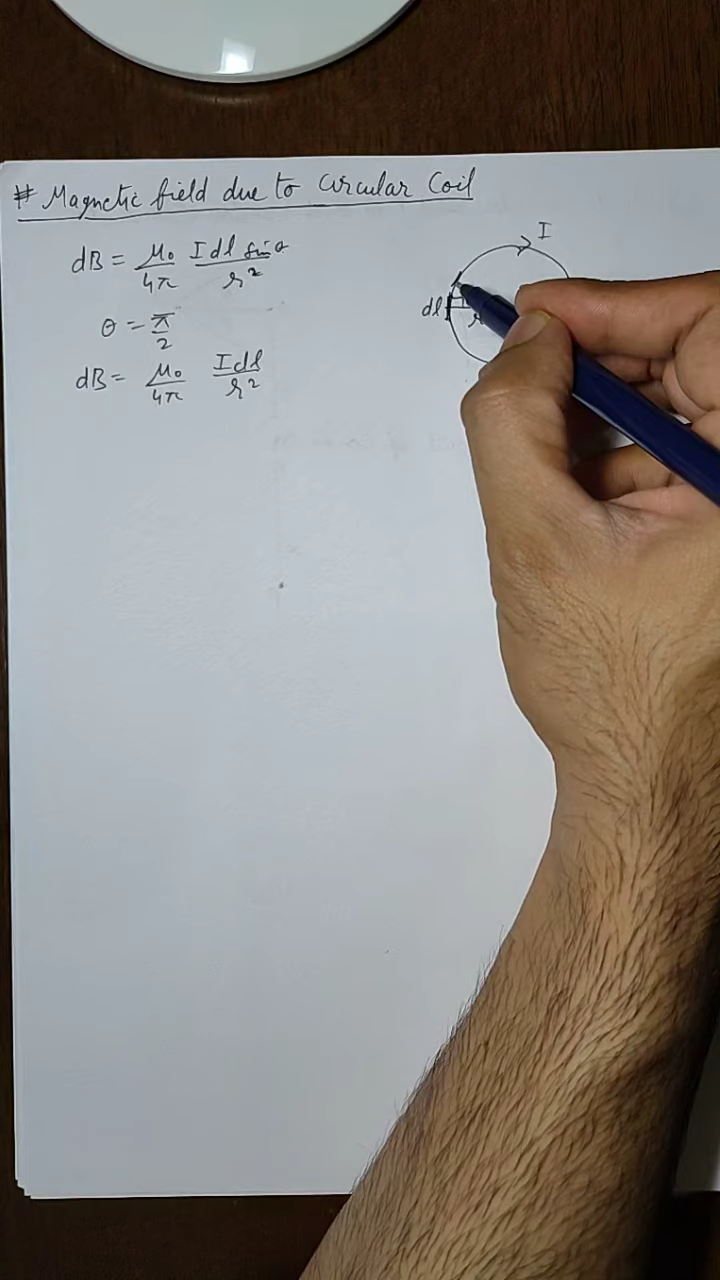 # Magnetic field due to Circular Coil
dB = μ₀/4π Idl sinθ/r²
θ = π/2
dB = μ₀/4π Idl/r²
I
dl
r